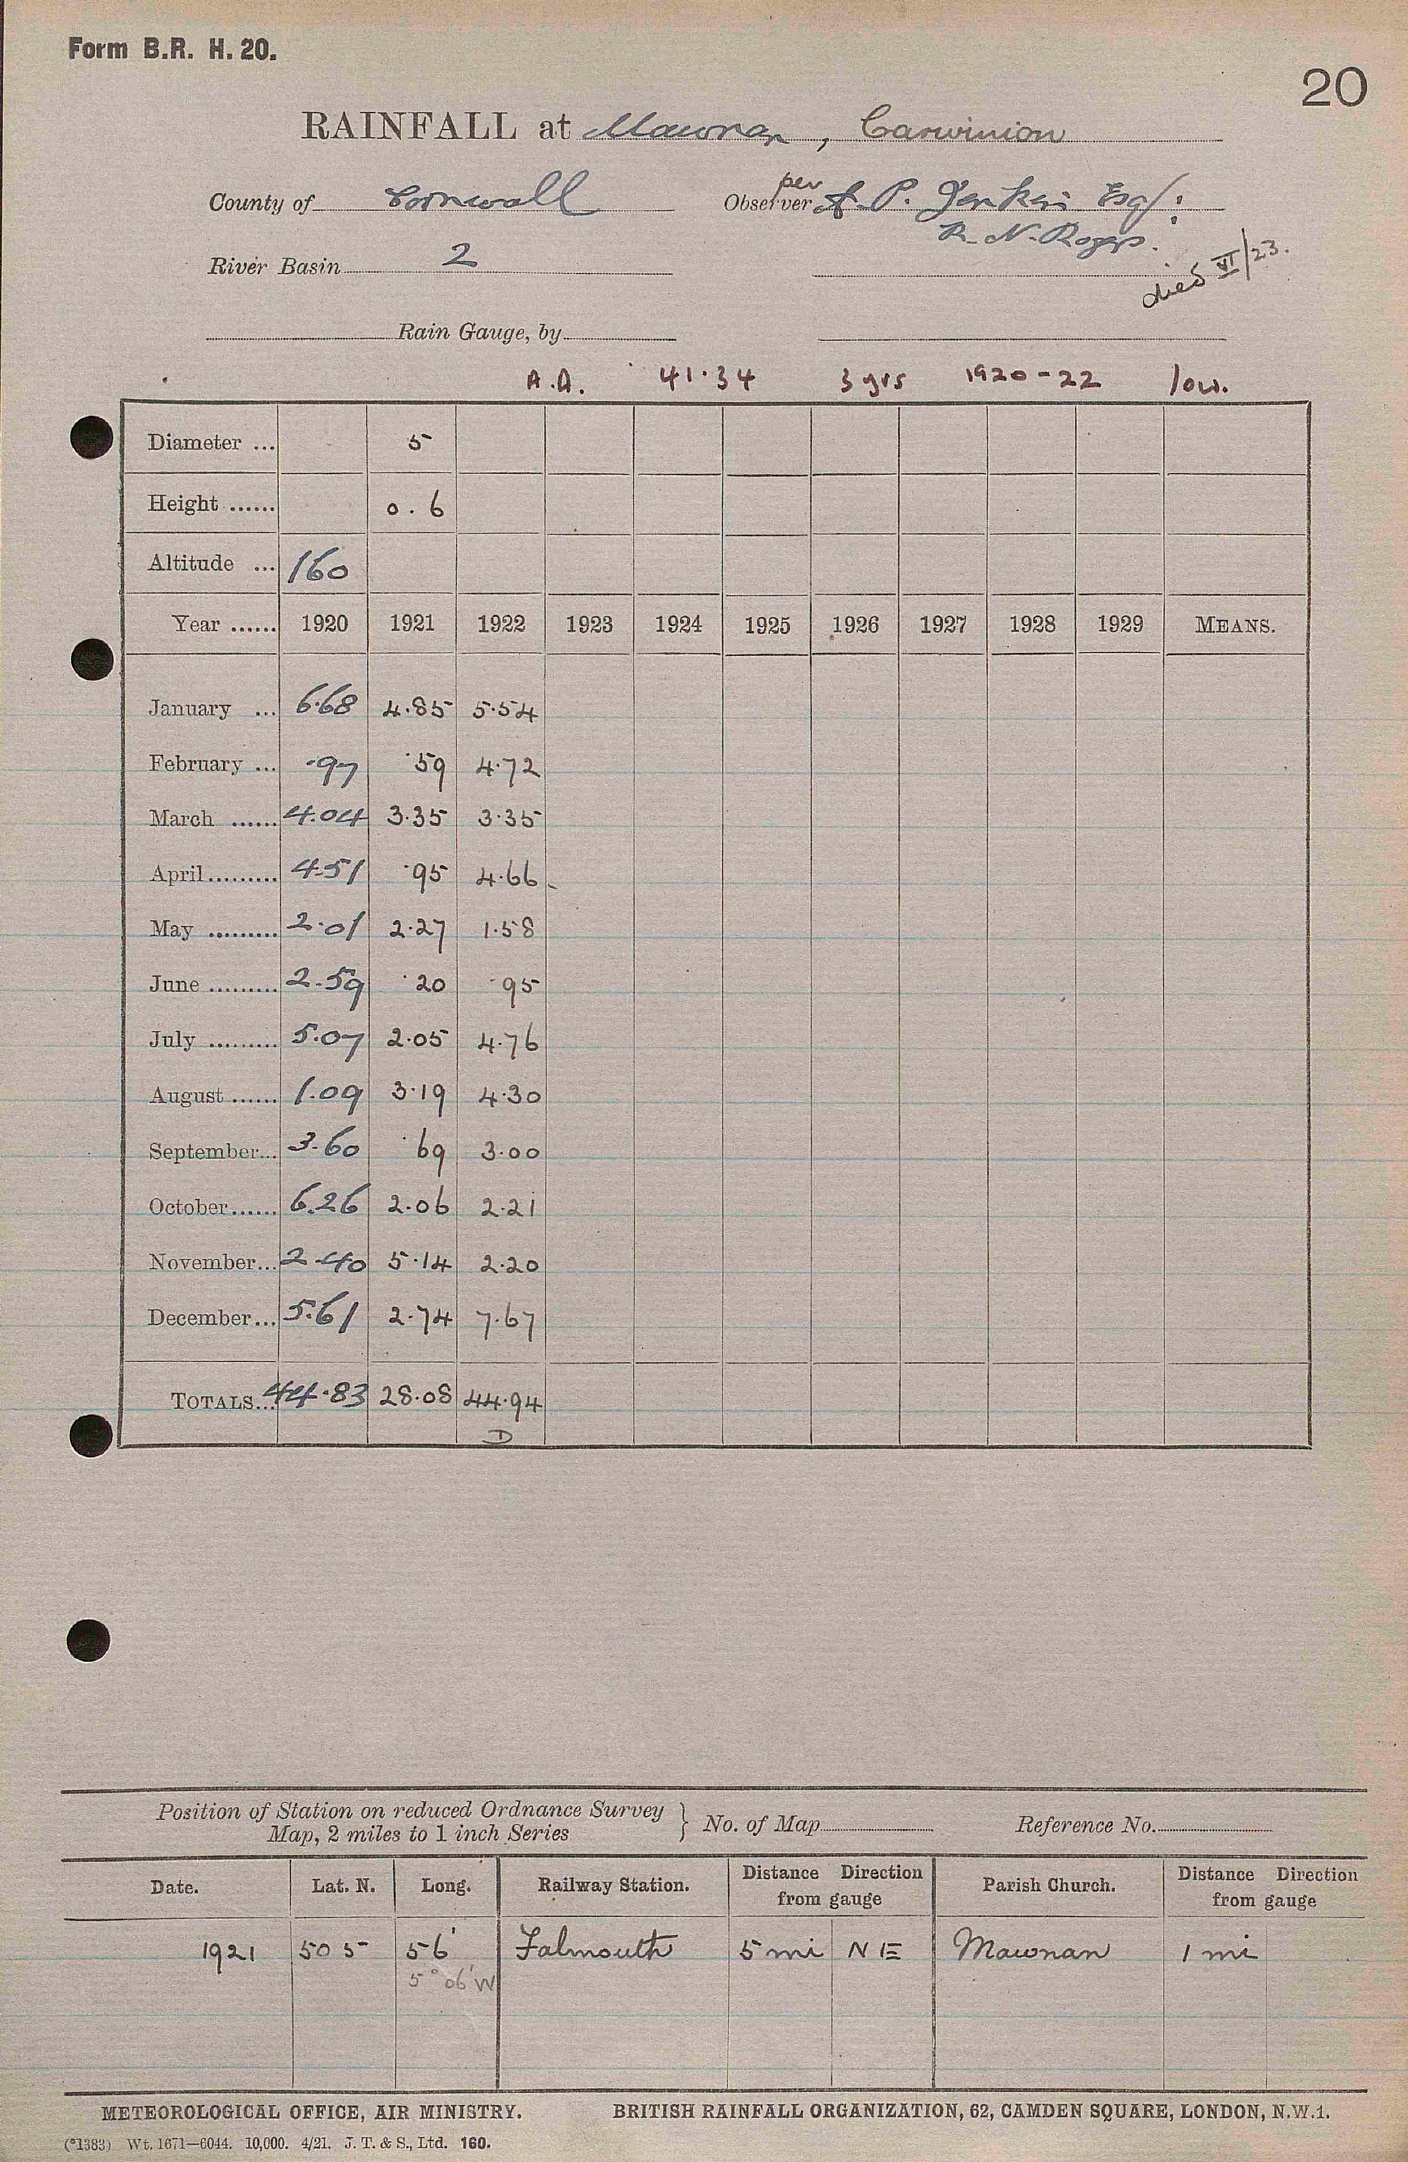 Form B.R. H. 20.
20
RAINFALL at Mawnan, Carwinion
per
County of Cornwall Observer A. P. Jenkin Esq:
R. N. Rogers.
River Basin 2
died VI/23.
Rain Gauge, by
A.A. 41.34 3 yrs 1920-22 low.
Diameter ... 5
Height ...... 0.6
Altitude ... 160
Year ...... 1920 1921 1922 1923 1924 1925 1926 1927 1928 1929 MEANS.
January ... 6.68 4.85 5.54
February ... .97 .59 4.72
March ...... 4.04 3.35 3.35
April......... 4.51 .95 4.66
May ......... 2.01 2.27 1.58
June ......... 2.59 .20 .95
July ......... 5.07 2.05 4.76
August ...... 1.09 3.19 4.30
September... 3.60 .69 3.00
October...... 6.26 2.06 2.21
November... 2.40 5.14 2.20
December... 5.61 2.74 7.67
TOTALS... 44.83 28.08 44.94
D
Position of Station on reduced Ordnance Survey
Map, 2 miles to 1 inch Series } No. of Map Reference No.
Date. Lat. N. Long. Railway Station. Distance Direction from gauge Parish Church. Distance Direction from gauge
1921 50 5 56' Falmouth 5 mi NE Mawnan 1 mi
5° 06' W
METEOROLOGICAL OFFICE, AIR MINISTRY. BRITISH RAINFALL ORGANIZATION, 62, CAMDEN SQUARE, LONDON, N.W.1.
(*1383) Wt. 1671—6044. 10,000. 4/21. J. T. & S., Ltd. 160.